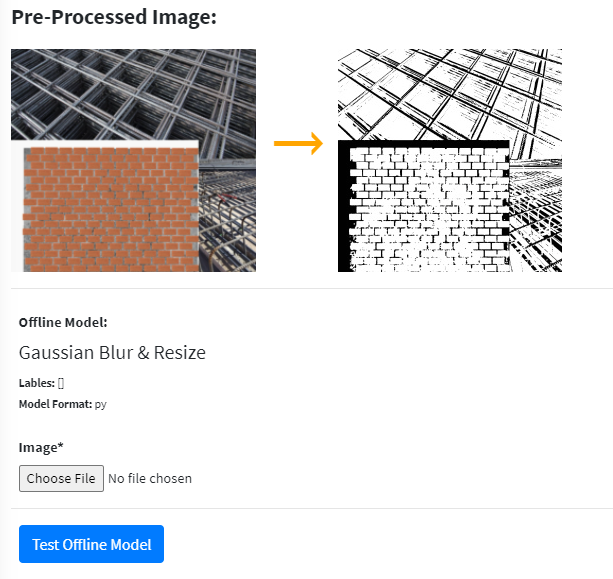 Pre-Processed Image:
Offline Model:
Gaussian Blur & Resize
Lables: []
Model Format: py
Image*
Choose File No file chosen
Test Offline Model